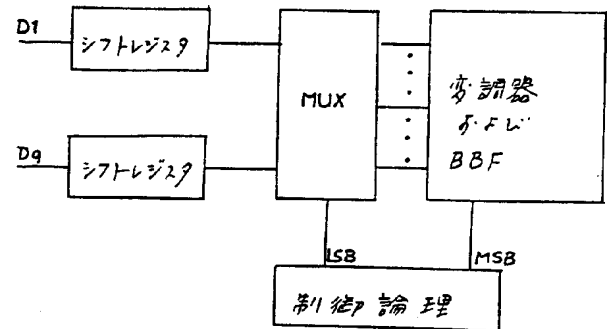 D1
シフトレジスタ
MUX
変調器
および
BBF
Dq
シフトレジスタ
LSB
MSB
制御論理